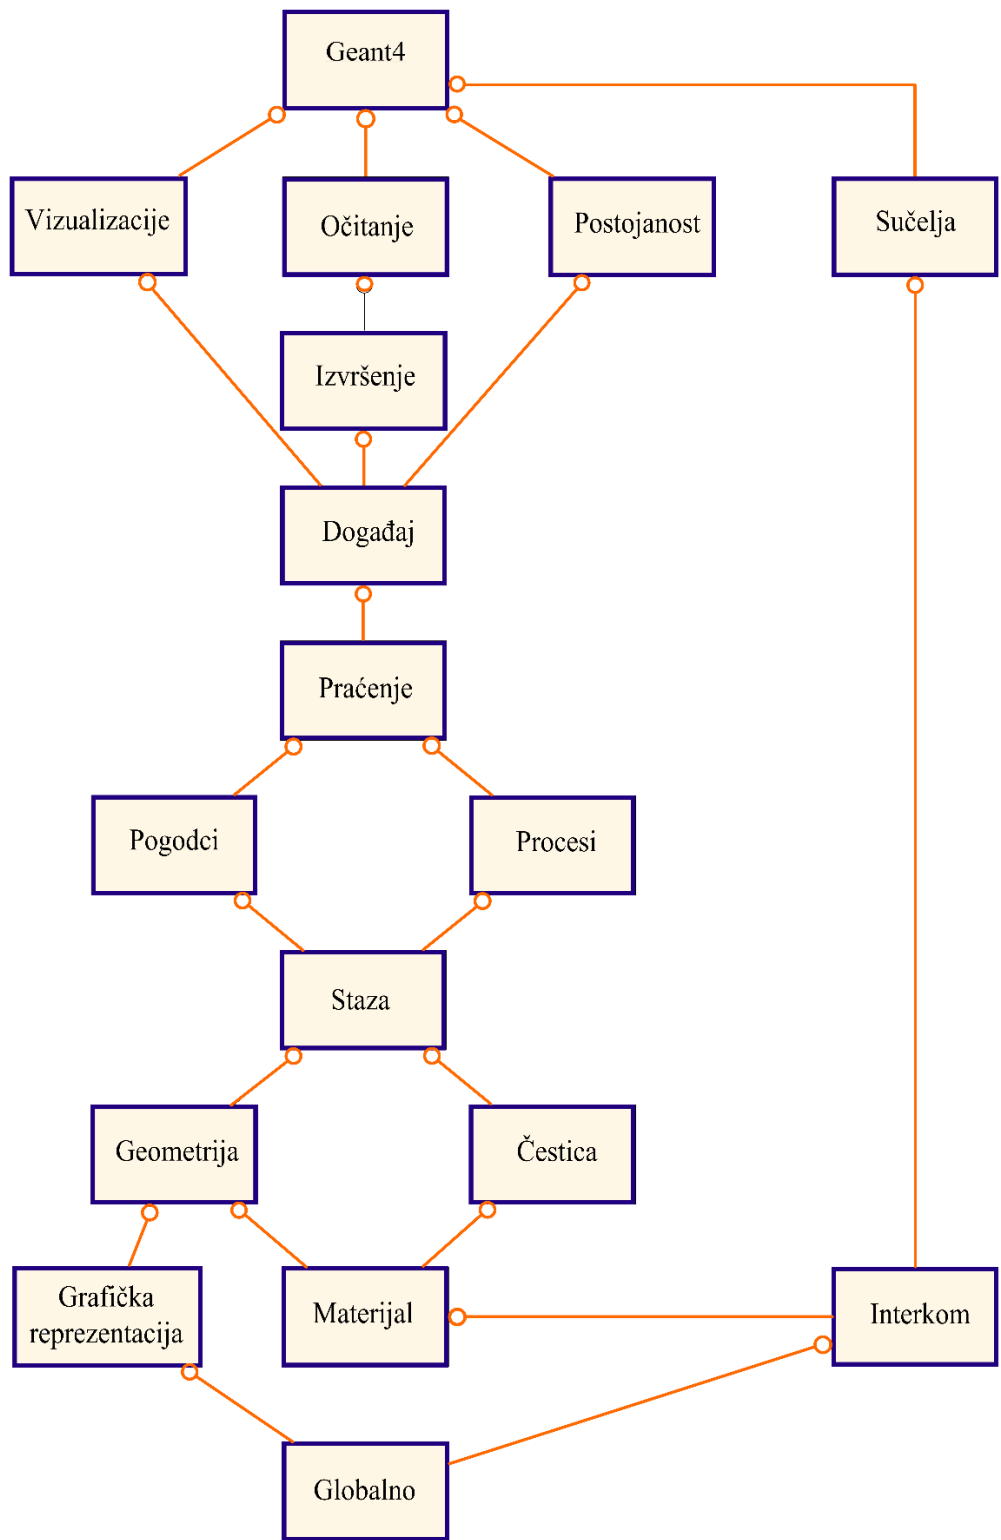 Geant4
Vizualizacije
Očitanje
Postojanost
Sučelja
Izvršenje
Događaj
Praćenje
Pogodci
Procesi
Staza
Geometrija
Čestica
Grafička
reprezentacija
Materijal
Interkom
Globalno